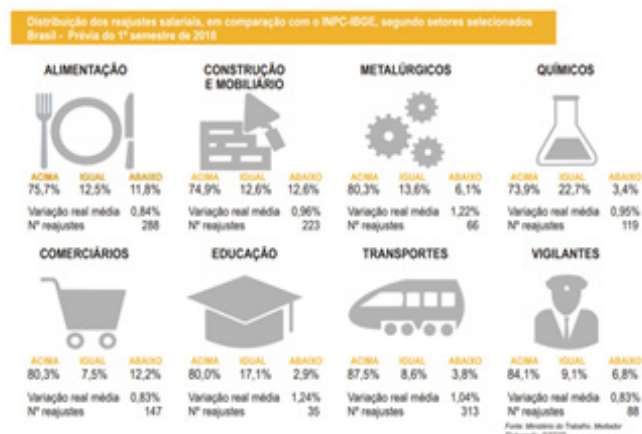 Distribuição dos reajustes salariais, em comparação com o INPC-IBGE, segundo setores selecionados
Brasil - Prévia do 1º semestre de 2018
ALIMENTAÇÃO
ACIMA IGUAL ABAIXO
75,7% 12,5% 11,8%
Variação real média 0,84%
Nº reajustes 288
CONSTRUÇÃO
E MOBILIÁRIO
ACIMA IGUAL ABAIXO
74,9% 12,6% 12,6%
Variação real média 0,96%
Nº reajustes 223
METALÚRGICOS
ACIMA IGUAL ABAIXO
80,3% 13,6% 6,1%
Variação real média 1,22%
Nº reajustes 66
QUÍMICOS
ACIMA IGUAL ABAIXO
73,9% 22,7% 3,4%
Variação real média 0,95%
Nº reajustes 119
COMERCIÁRIOS
ACIMA IGUAL ABAIXO
80,3% 7,5% 12,2%
Variação real média 0,83%
Nº reajustes 147
EDUCAÇÃO
ACIMA IGUAL ABAIXO
80,0% 17,1% 2,9%
Variação real média 1,24%
Nº reajustes 35
TRANSPORTES
ACIMA IGUAL ABAIXO
87,5% 8,6% 3,8%
Variação real média 1,04%
Nº reajustes 313
VIGILANTES
ACIMA IGUAL ABAIXO
84,1% 9,1% 6,8%
Variação real média 0,83%
Nº reajustes 88
Fonte: Ministério do Trabalho. Mediador